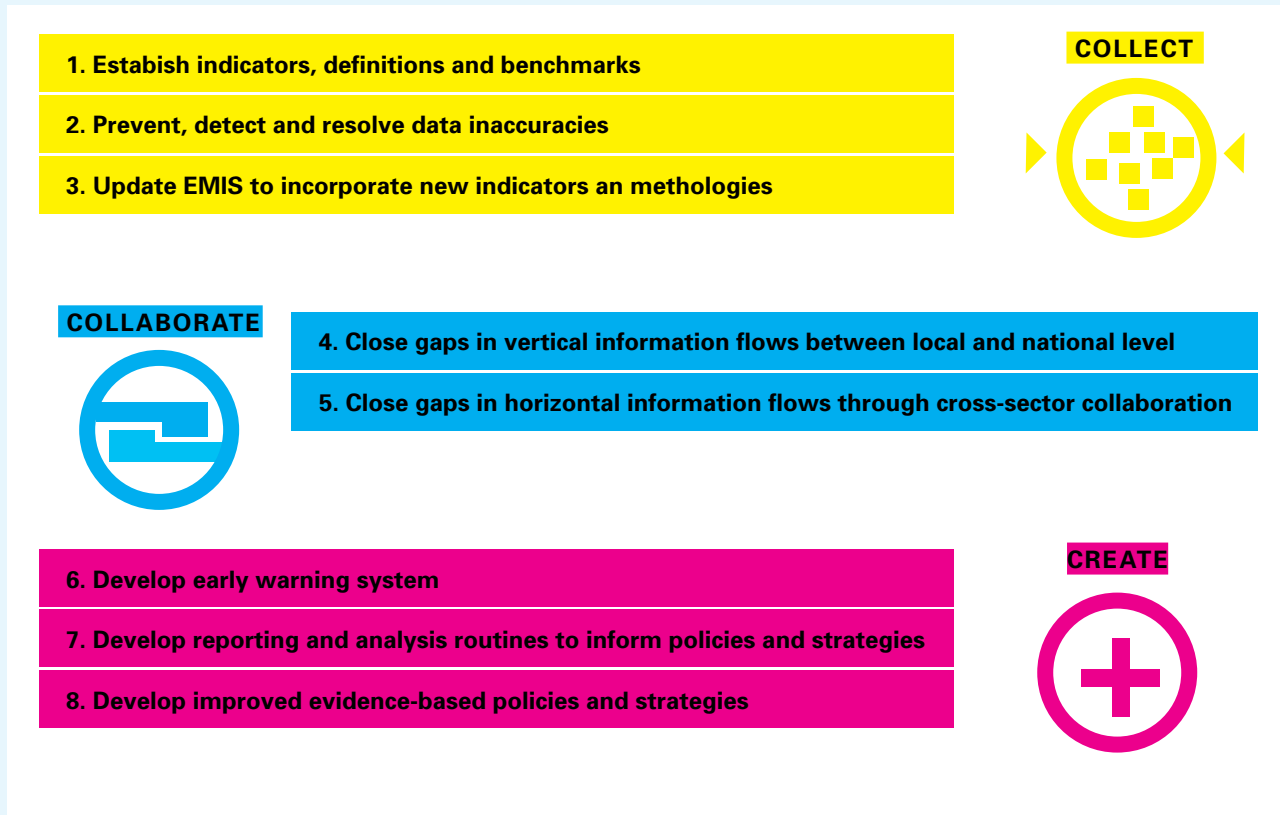 COLLECT
1. Estabish indicators, definitions and benchmarks
2. Prevent, detect and resolve data inaccuracies
3. Update EMIS to incorporate new indicators an methologies
COLLABORATE
4. Close gaps in vertical information flows between local and national level
5. Close gaps in horizontal information flows through cross-sector collaboration
CREATE
6. Develop early warning system
7. Develop reporting and analysis routines to inform policies and strategies
8. Develop improved evidence-based policies and strategies